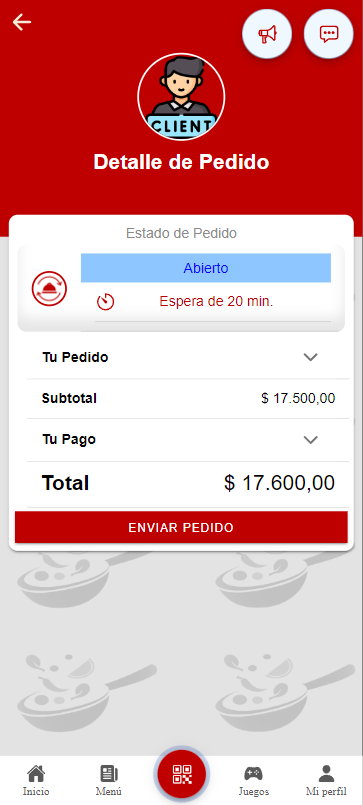 CLIENT
Detalle de Pedido
Estado de Pedido
Abierto
Espera de 20 min.
Tu Pedido
Subtotal $ 17.500,00
Tu Pago
Total $ 17.600,00
ENVIAR PEDIDO
Inicio Menú Juegos Mi perfil